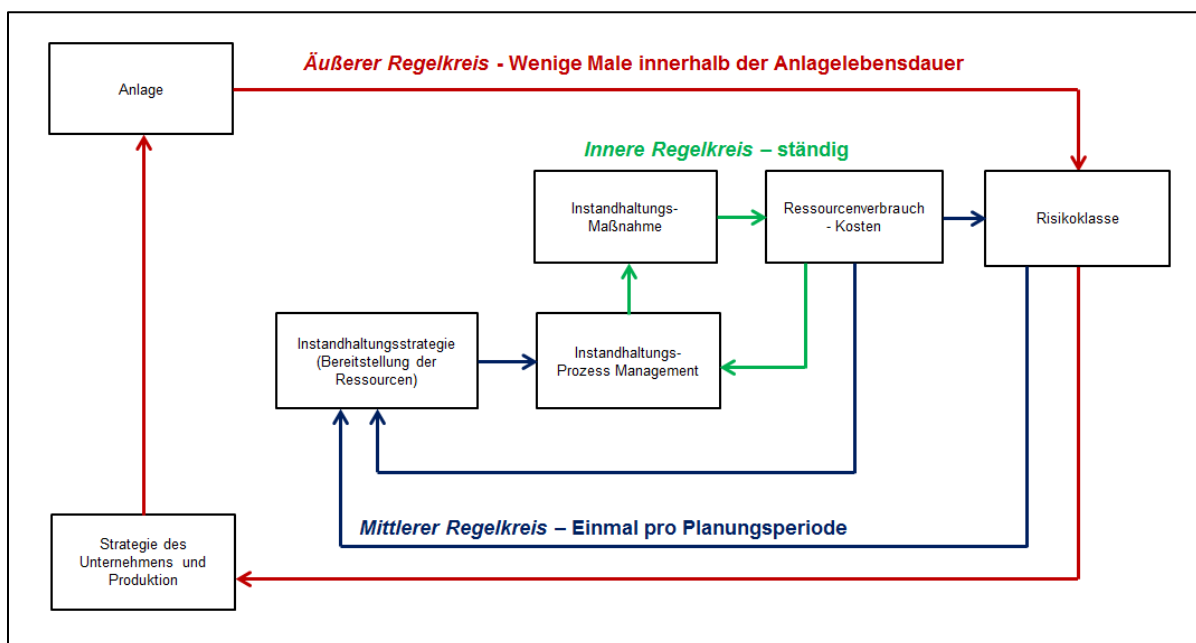 Äußerer Regelkreis - Wenige Male innerhalb der Anlagelebensdauer
Anlage
Innere Regelkreis – ständig
Instandhaltungs-
Maßnahme
Ressourcenverbrauch
- Kosten
Risikoklasse
Instandhaltungsstrategie
(Bereitstellung der
Ressourcen)
Instandhaltungs-
Prozess Management
Mittlerer Regelkreis – Einmal pro Planungsperiode
Strategie des
Unternehmens und
Produktion